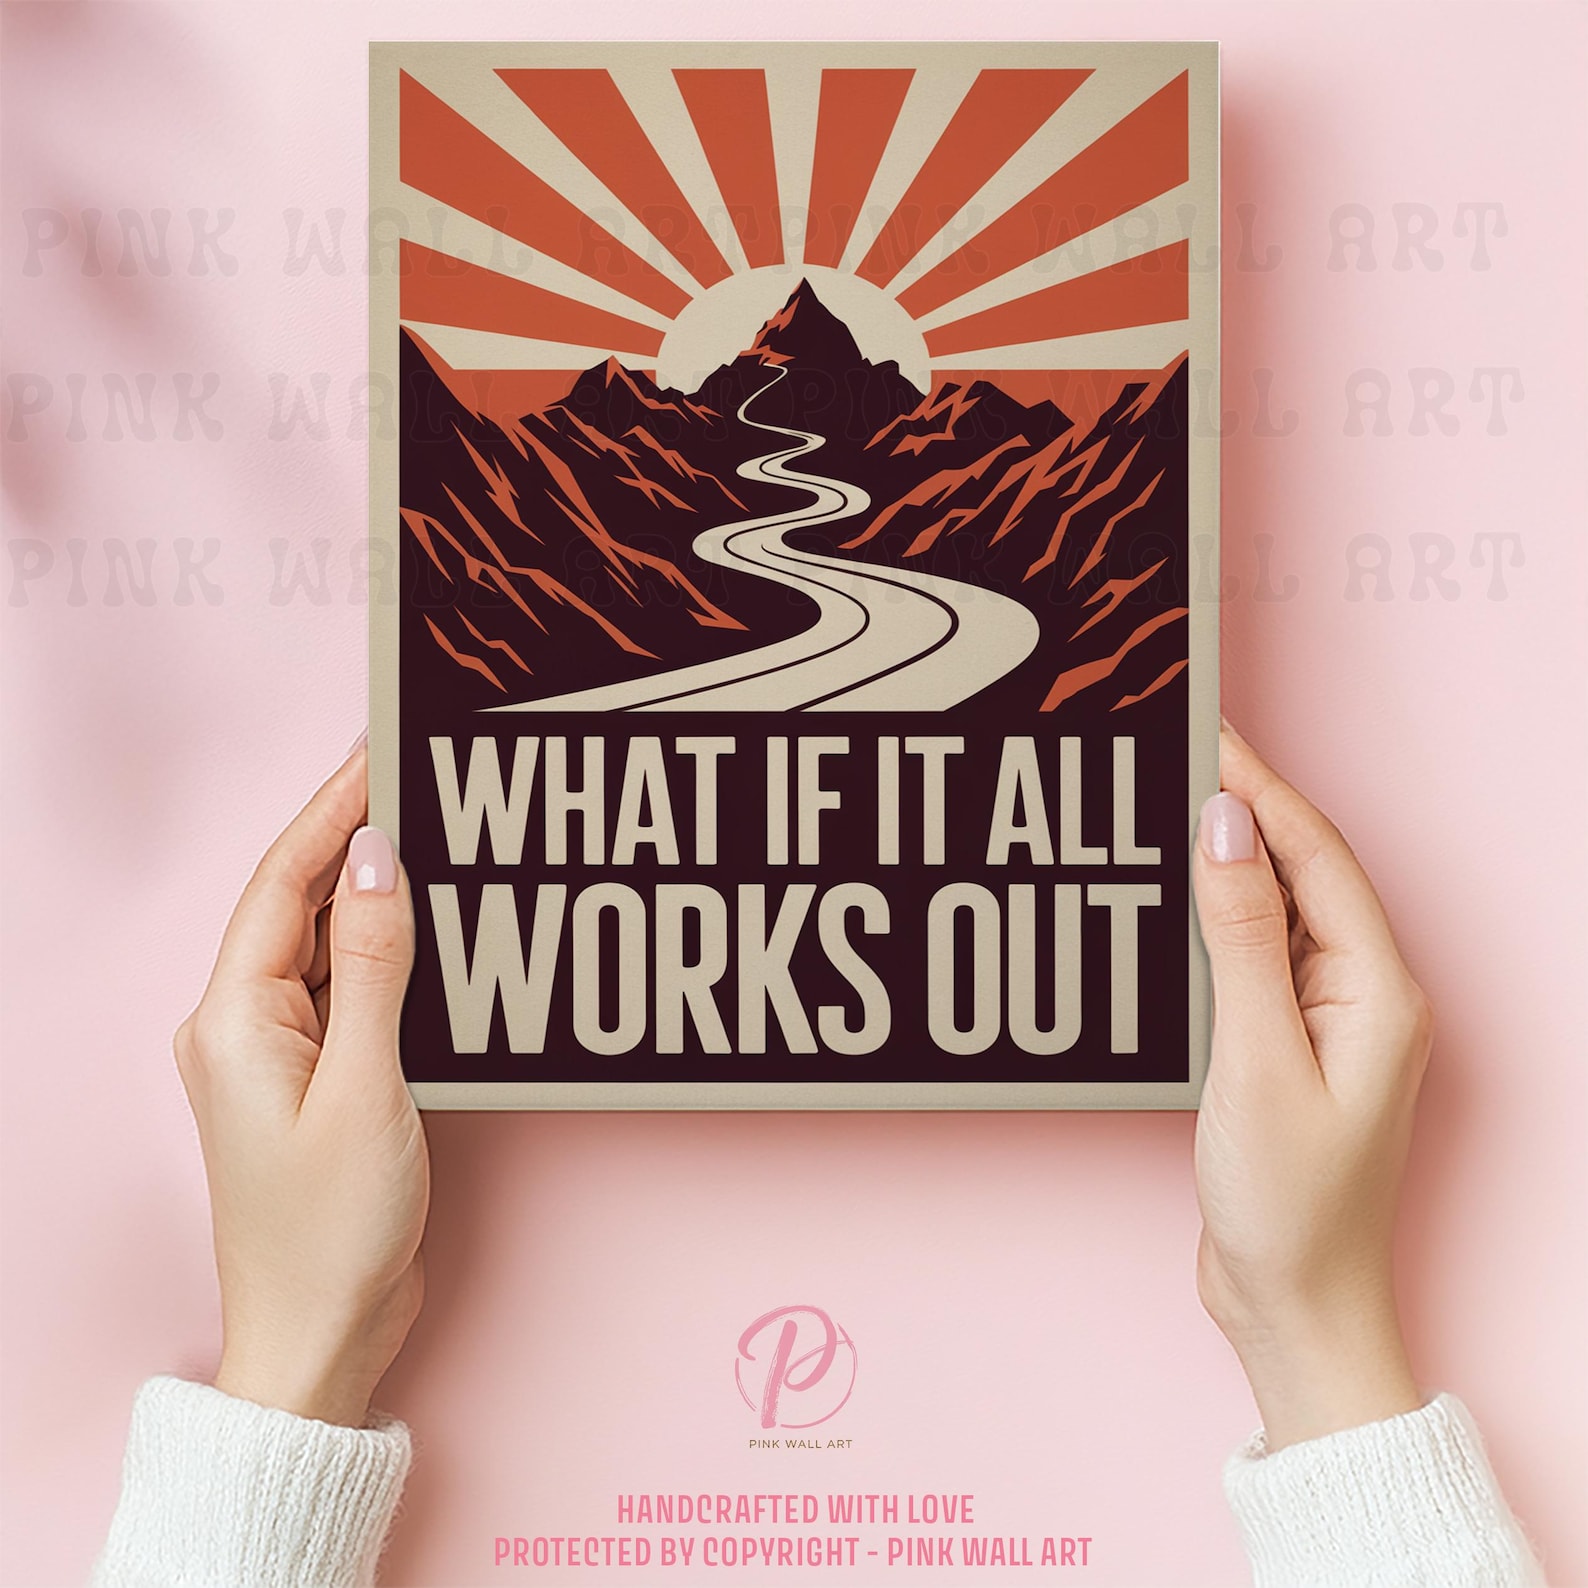 PINK WALL ART PINK WALL ART
PINK WALL ART PINK WALL ART
PINK WALL ART PINK WALL ART
WHAT IF IT ALL
WORKS OUT
P
PINK WALL ART
HANDCRAFTED WITH LOVE
PROTECTED BY COPYRIGHT - PINK WALL ART